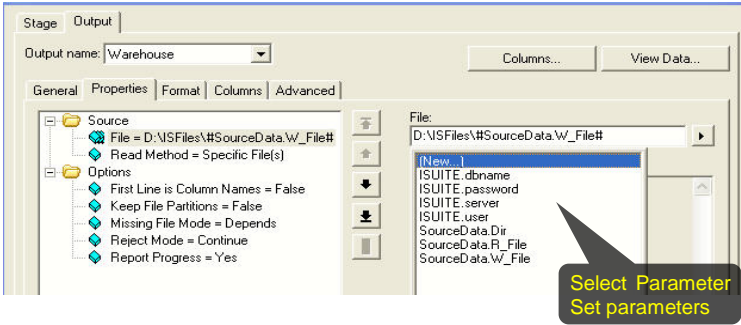 Stage Output
Output name: Warehouse
Columns... View Data...
General Properties Format Columns Advanced
Source
File = D:\ISFiles\#SourceData.W_File#
Read Method = Specific File(s)
Options
First Line is Column Names = False
Keep File Partitions = False
Missing File Mode = Depends
Reject Mode = Continue
Report Progress = Yes
File:
D:\ISFiles\#SourceData.W_File#
(New...)
ISUITE.dbname
ISUITE.password
ISUITE.server
ISUITE.user
SourceData.Dir
SourceData.R_File
SourceData.W_File
Select Parameter
Set parameters